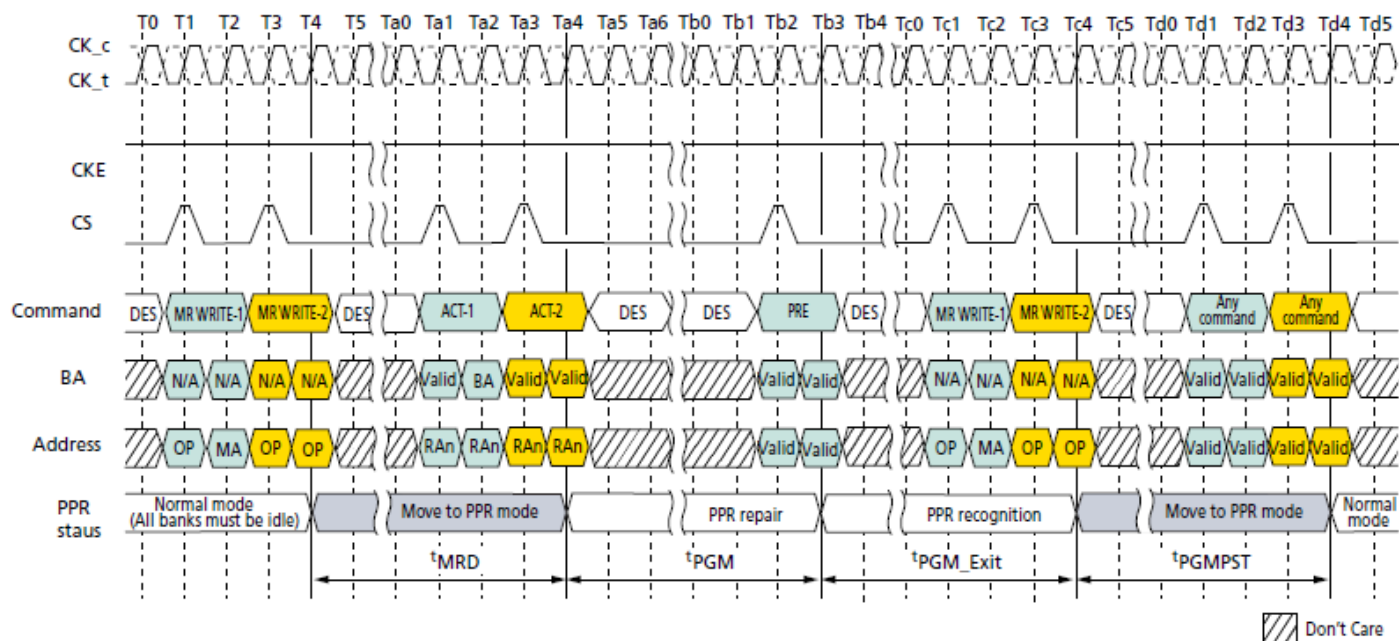 T0 T1 T2 T3 T4 T5 Ta0 Ta1 Ta2 Ta3 Ta4 Ta5 Ta6 Tb0 Tb1 Tb2 Tb3 Tb4 Tc0 Tc1 Tc2 Tc3 Tc4 Tc5 Td0 Td1 Td2 Td3 Td4 Td5
CK_c
CK_t
CKE
CS
Command DES MR WRITE-1 MR WRITE-2 DES ACT-1 ACT-2 DES DES PRE DES MR WRITE-1 MR WRITE-2 DES Any command Any command
BA N/A N/A N/A N/A Valid BA Valid Valid Valid Valid N/A N/A N/A N/A Valid Valid Valid Valid
Address OP MA OP OP RAn RAn RAn RAn Valid Valid OP MA OP OP Valid Valid Valid Valid
PPR
staus
Normal mode
(All banks must be idle)
Move to PPR mode
PPR repair
PPR recognition
Move to PPR mode
Normal
mode
tMRD tPGM tPGM_Exit tPGMPST
Don't Care